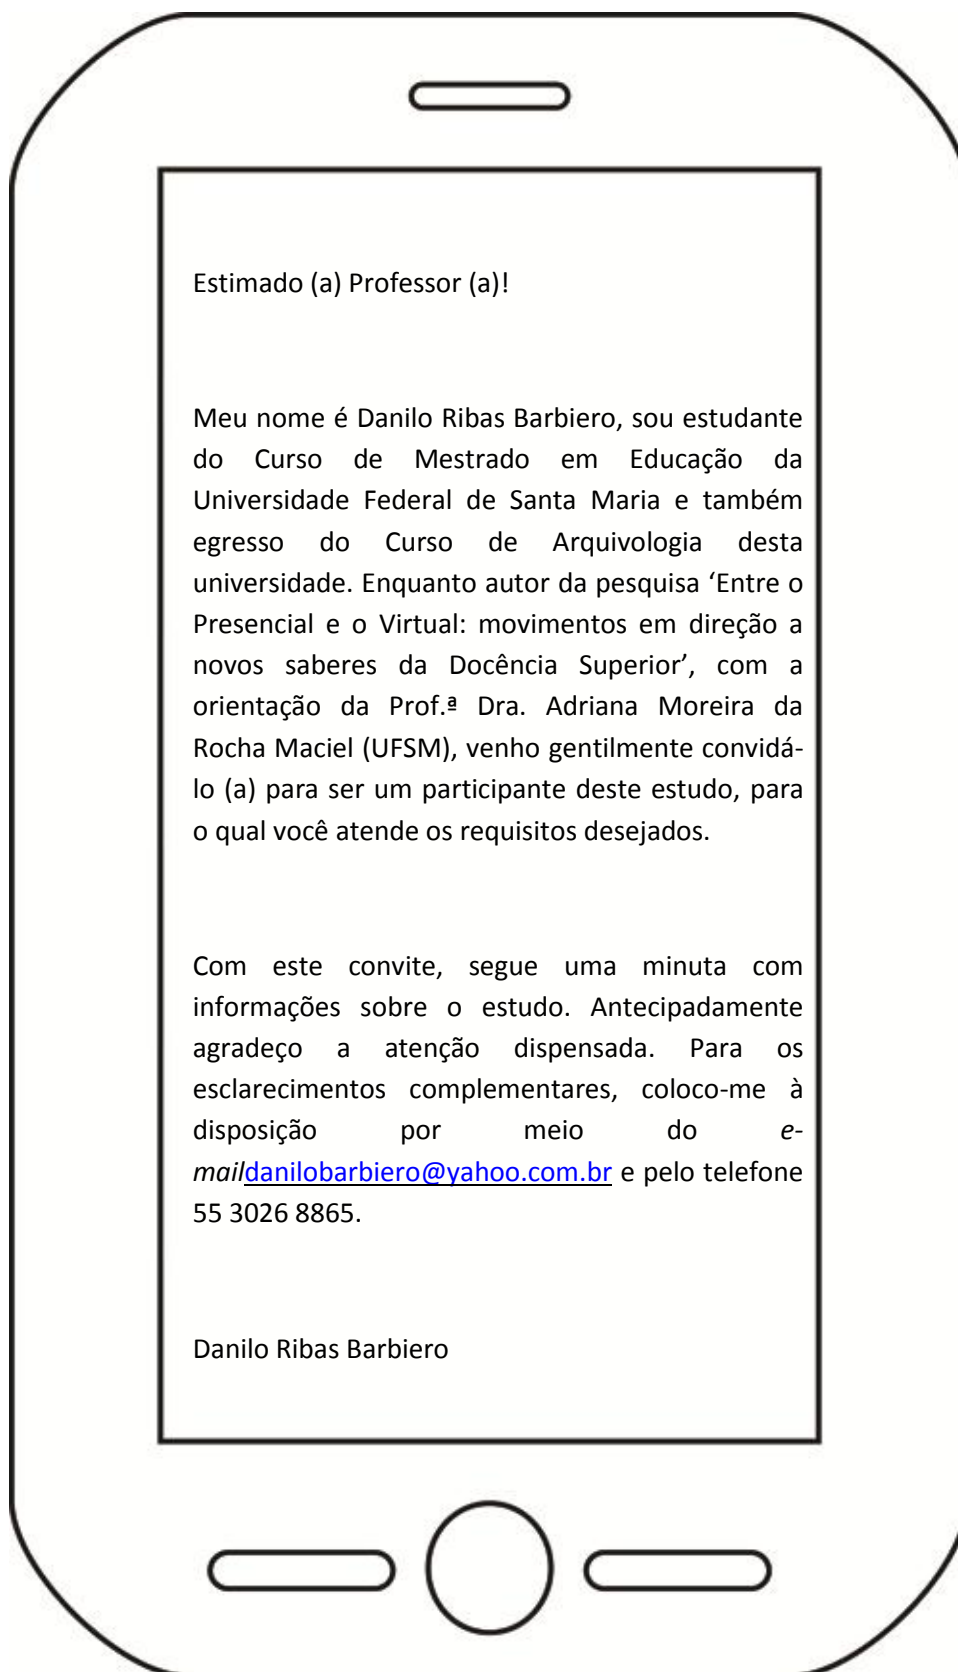 Estimado (a) Professor (a)!
Meu nome é Danilo Ribas Barbiero, sou estudante
do Curso de Mestrado em Educação da
Universidade Federal de Santa Maria e também
egresso do Curso de Arquivologia desta
universidade. Enquanto autor da pesquisa ‘Entre o
Presencial e o Virtual: movimentos em direção a
novos saberes da Docência Superior’, com a
orientação da Prof.ª Dra. Adriana Moreira da
Rocha Maciel (UFSM), venho gentilmente convidá-
lo (a) para ser um participante deste estudo, para
o qual você atende os requisitos desejados.
Com este convite, segue uma minuta com
informações sobre o estudo. Antecipadamente
agradeço a atenção dispensada. Para os
esclarecimentos complementares, coloco-me à
disposição por meio do e-
maildanilobarbiero@yahoo.com.br e pelo telefone
55 3026 8865.
Danilo Ribas Barbiero